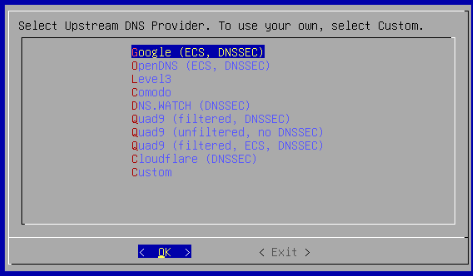 Select Upstream DNS Provider. To use your own, select Custom.
Google (ECS, DNSSEC)
OpenDNS (ECS, DNSSEC)
Level3
Comodo
DNS.WATCH (DNSSEC)
Quad9 (filtered, DNSSEC)
Quad9 (unfiltered, no DNSSEC)
Quad9 (filtered, ECS, DNSSEC)
Cloudflare (DNSSEC)
Custom
< OK > < Exit >